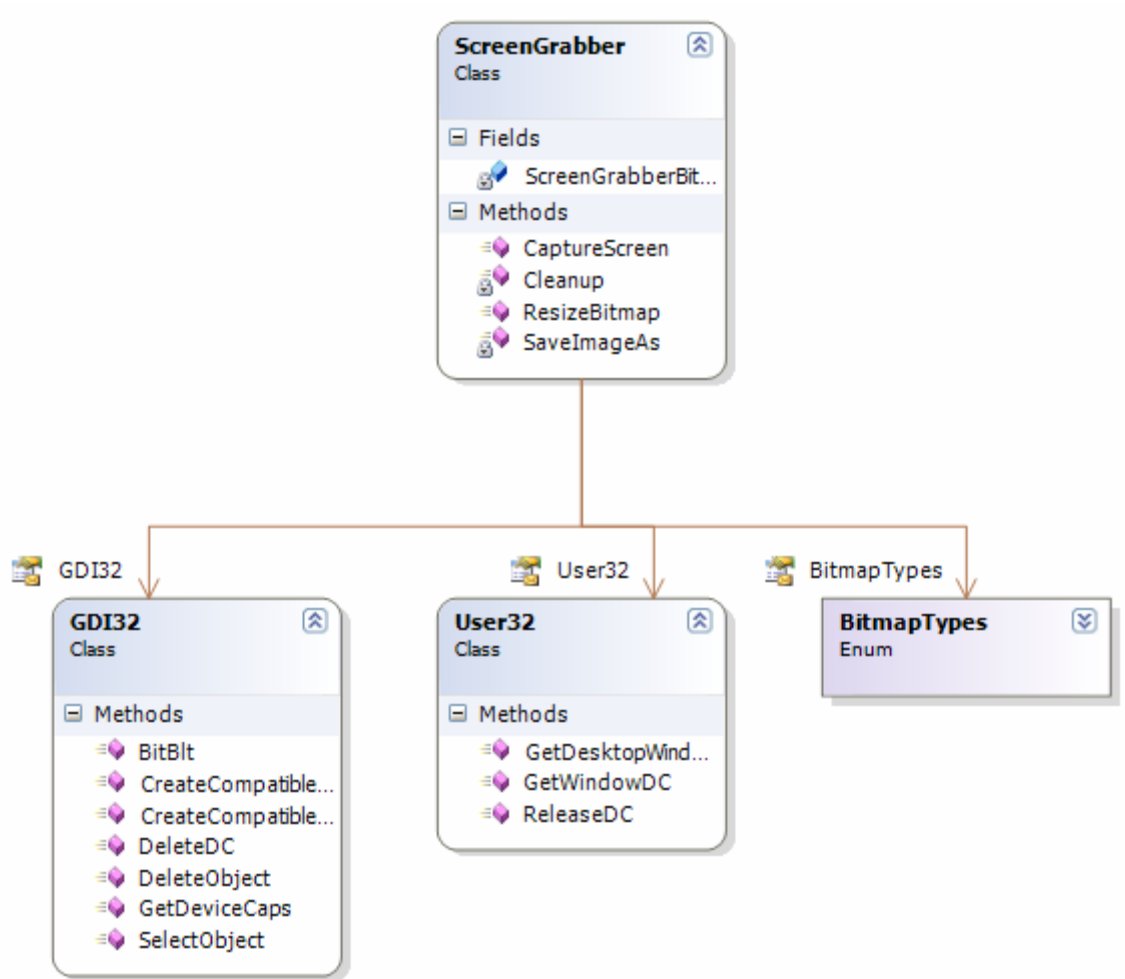 ScreenGrabber
Class
Fields
ScreenGrabberBit...
Methods
CaptureScreen
Cleanup
ResizeBitmap
SaveImageAs
GDI32
User32
BitmapTypes
GDI32
Class
Methods
BitBlt
CreateCompatible...
CreateCompatible...
DeleteDC
DeleteObject
GetDeviceCaps
SelectObject
User32
Class
Methods
GetDesktopWind...
GetWindowDC
ReleaseDC
BitmapTypes
Enum